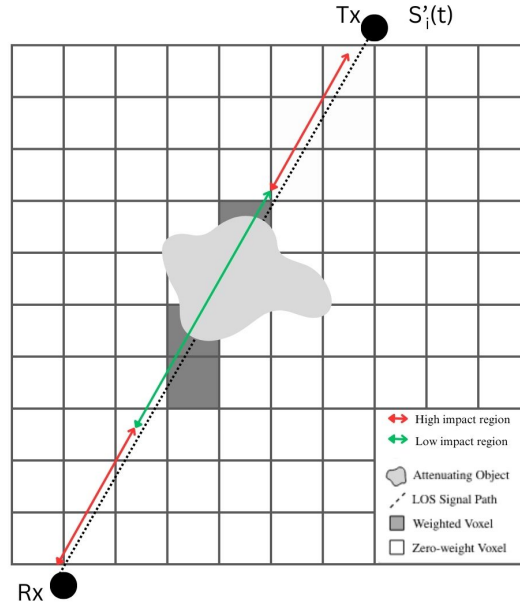 Tx S'i(t)
High impact region
Low impact region
Attenuating Object
LOS Signal Path
Weighted Voxel
Zero-weight Voxel
Rx